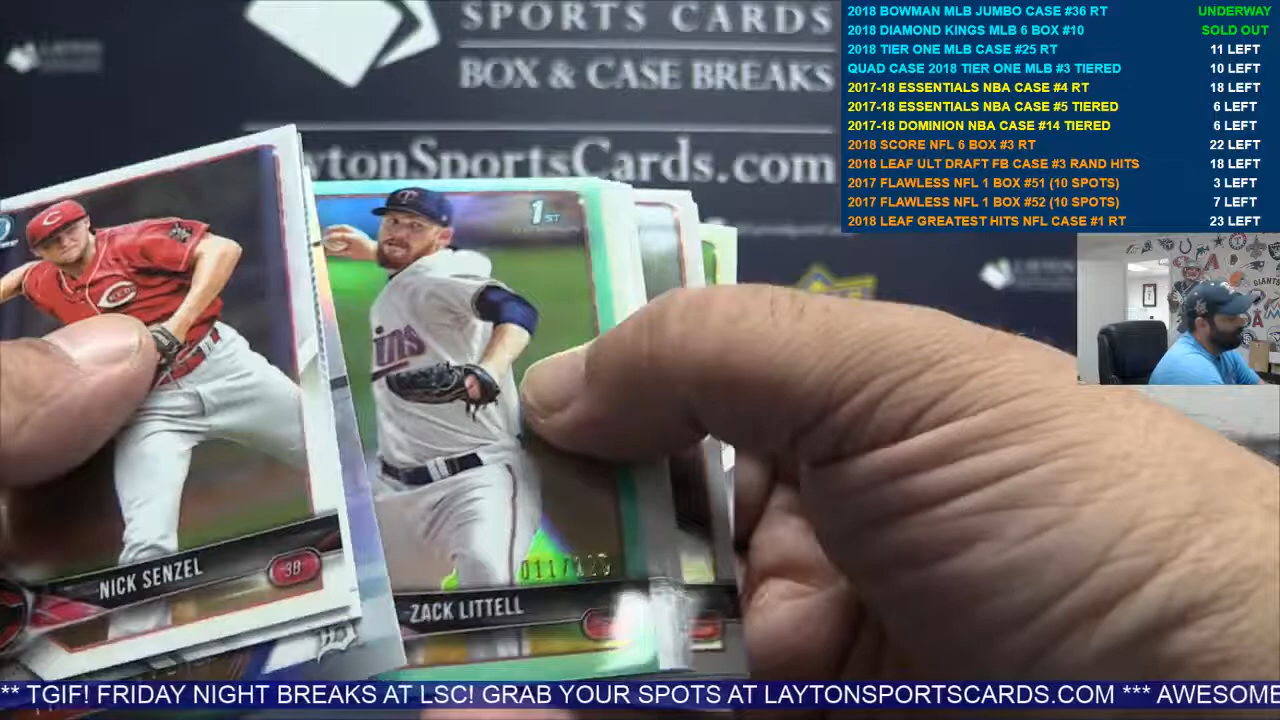 SPORTS CARDS
BOX & CASE BREAKS
aytonSportsCards.com
2018 BOWMAN MLB JUMBO CASE #36 RT UNDERWAY
2018 DIAMOND KINGS MLB 6 BOX #10 SOLD OUT
2018 TIER ONE MLB CASE #25 RT 11 LEFT
QUAD CASE 2018 TIER ONE MLB #3 TIERED 10 LEFT
2017-18 ESSENTIALS NBA CASE #4 RT 18 LEFT
2017-18 ESSENTIALS NBA CASE #5 TIERED 6 LEFT
2017-18 DOMINION NBA CASE #14 TIERED 6 LEFT
2018 SCORE NFL 6 BOX #3 RT 22 LEFT
2018 LEAF ULT DRAFT FB CASE #3 RAND HITS 18 LEFT
2017 FLAWLESS NFL 1 BOX #51 (10 SPOTS) 3 LEFT
2017 FLAWLESS NFL 1 BOX #52 (10 SPOTS) 7 LEFT
2018 LEAF GREATEST HITS NFL CASE #1 RT 23 LEFT
1ST
ins
NICK SENZEL 3B
ZACK LITTELL
** TGIF! FRIDAY NIGHT BREAKS AT LSC! GRAB YOUR SPOTS AT LAYTONSPORTSCARDS.COM *** AWESOME